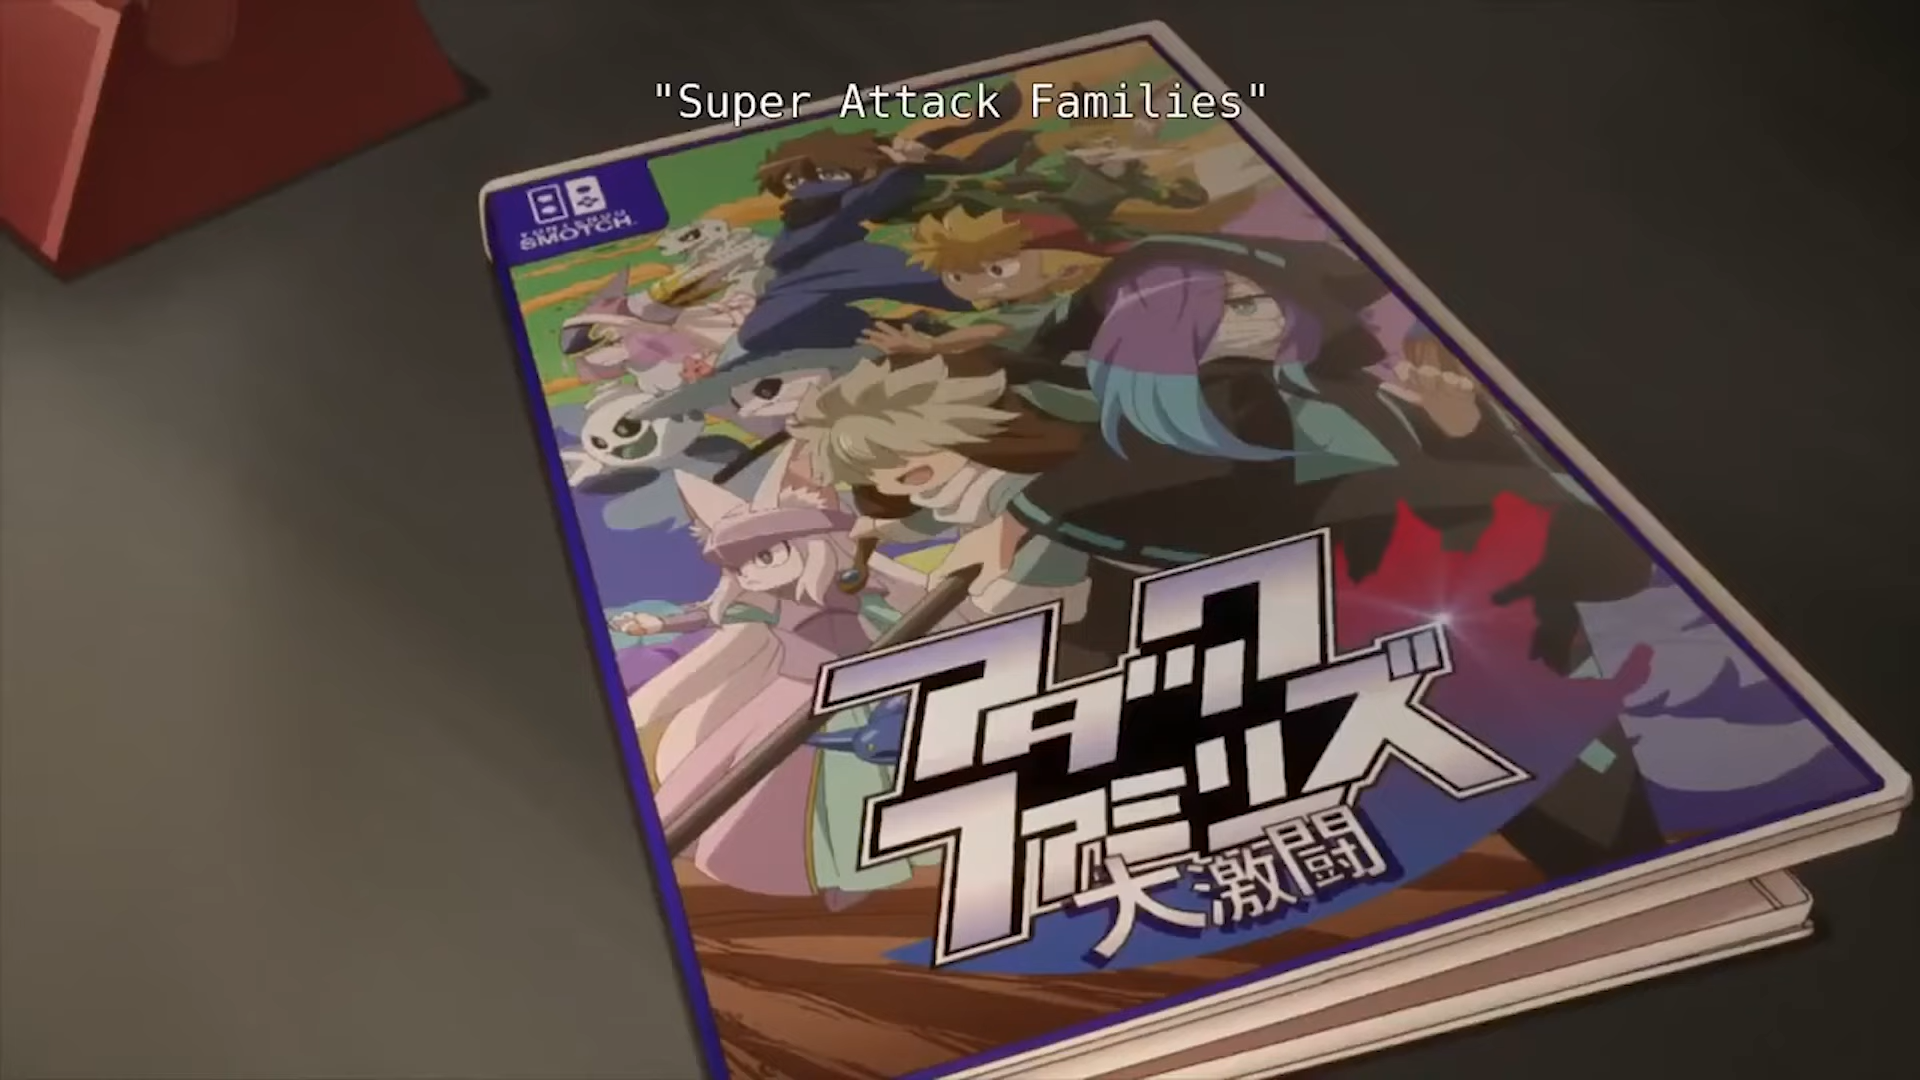 "Super Attack Families"
SMOTCH
アタック
ファミリーズ
大激闘